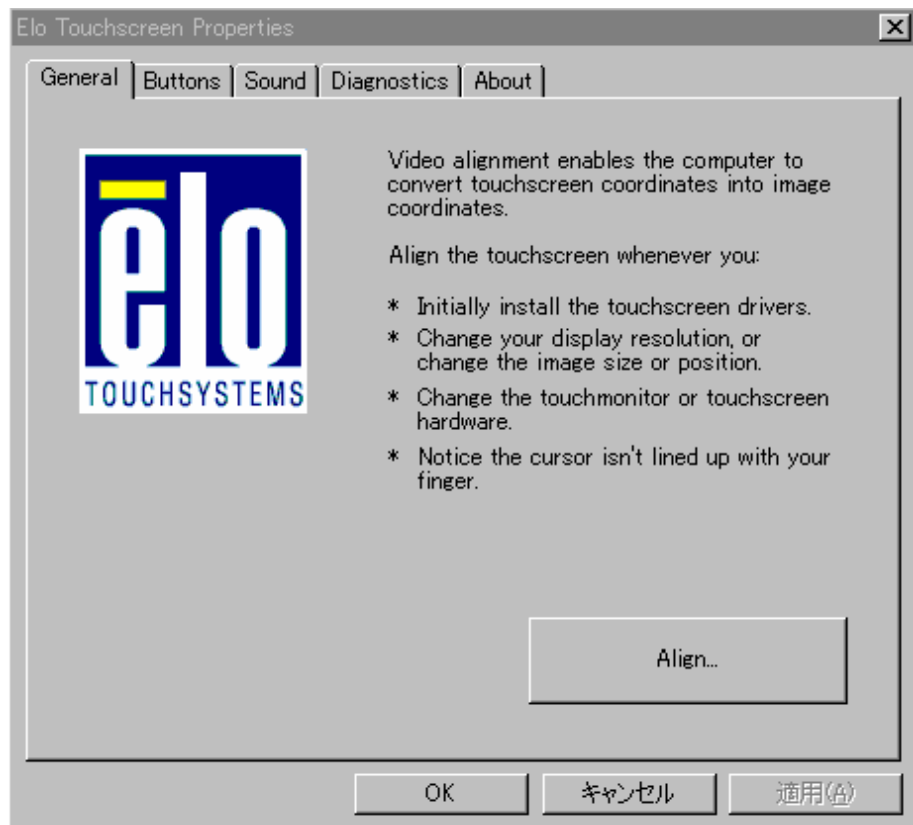 Elo Touchscreen Properties
General
Buttons
Sound
Diagnostics
About
elo
TOUCHSYSTEMS
Video alignment enables the computer to
convert touchscreen coordinates into image
coordinates.
Align the touchscreen whenever you:
* Initially install the touchscreen drivers.
* Change your display resolution, or
change the image size or position.
* Change the touchmonitor or touchscreen
hardware.
* Notice the cursor isn't lined up with your
finger.
Align...
OK
キャンセル
適用(A)